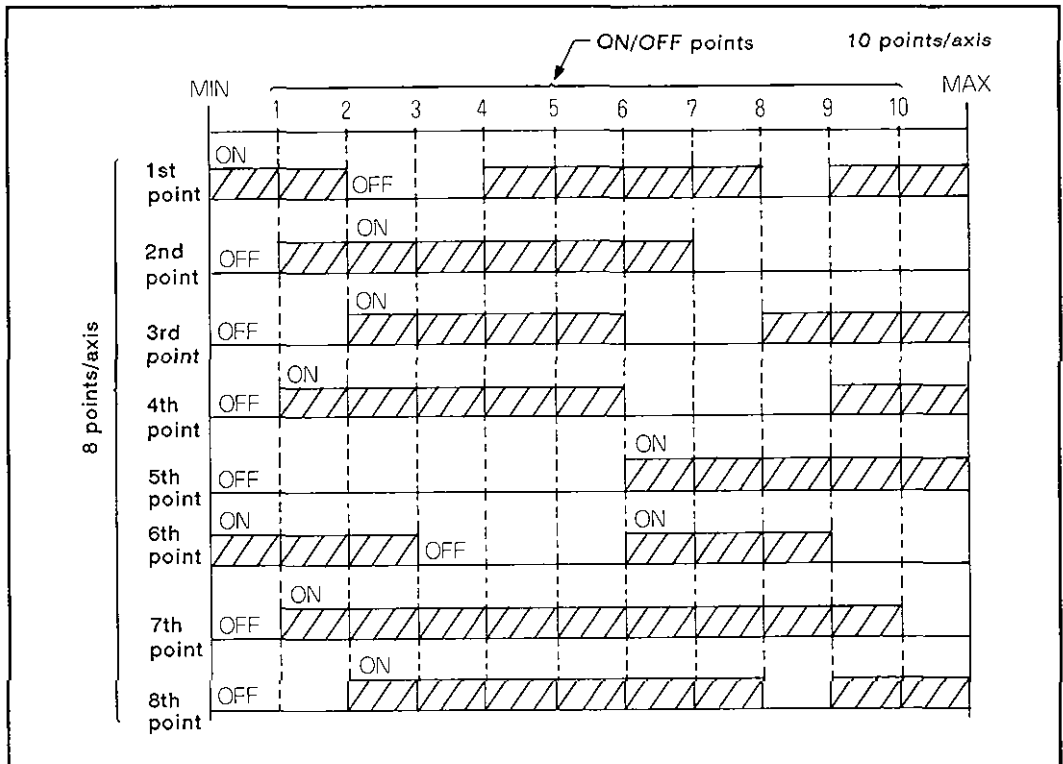 ON/OFF points 10 points/axis
MIN MAX
1 2 3 4 5 6 7 8 9 10
8 points/axis
ON
1st
point OFF
ON
2nd OFF
point
ON
3rd OFF
point
ON
4th OFF
point
ON
5th OFF
point
ON ON
6th OFF
point
ON
7th OFF
point
ON
8th OFF
point